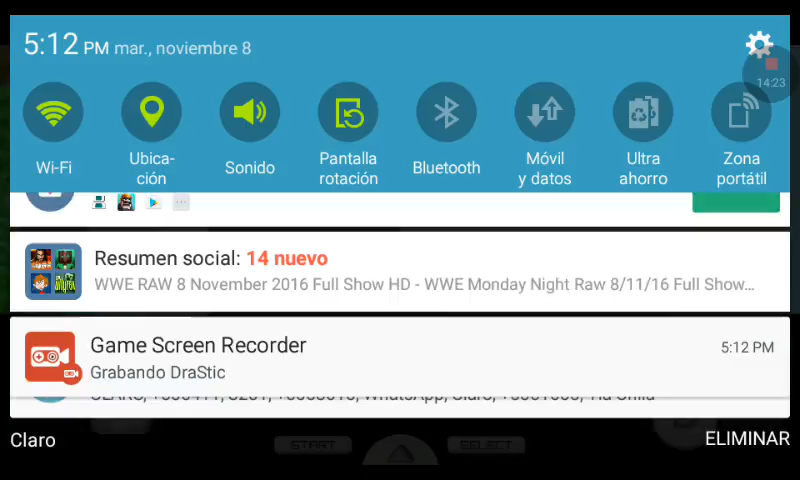 5:12 PM mar., noviembre 8
14:23
Wi-Fi
Ubica-
ción
Sonido
Pantalla
rotación
Bluetooth
Móvil
y datos
Ultra
ahorro
Zona
portátil
Resumen social: 14 nuevo
WWE RAW 8 November 2016 Full Show HD - WWE Monday Night Raw 8/11/16 Full Show...
Game Screen Recorder
5:12 PM
Grabando DraStic
WhatsApp, Claro,
Claro
START
SELECT
ELIMINAR